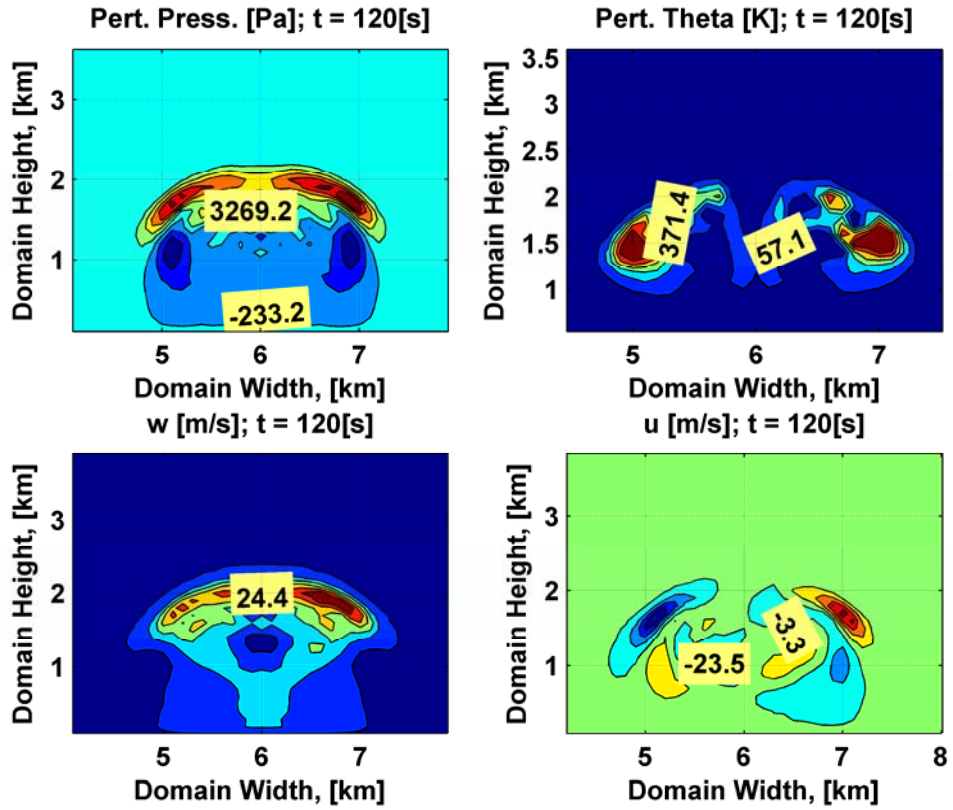 Pert. Press. [Pa]; t = 120[s]
Domain Height, [km]
3
2
1
3269.2
-233.2
5 6 7
Domain Width, [km]
Pert. Theta [K]; t = 120[s]
Domain Height, [km]
3.5
3
2.5
2
1.5
1
371.4
57.1
5 6 7
Domain Width, [km]
w [m/s]; t = 120[s]
Domain Height, [km]
3
2
1
24.4
5 6 7
Domain Width, [km]
u [m/s]; t = 120[s]
Domain Height, [km]
3
2
1
-3.3
-23.5
5 6 7 8
Domain Width, [km]